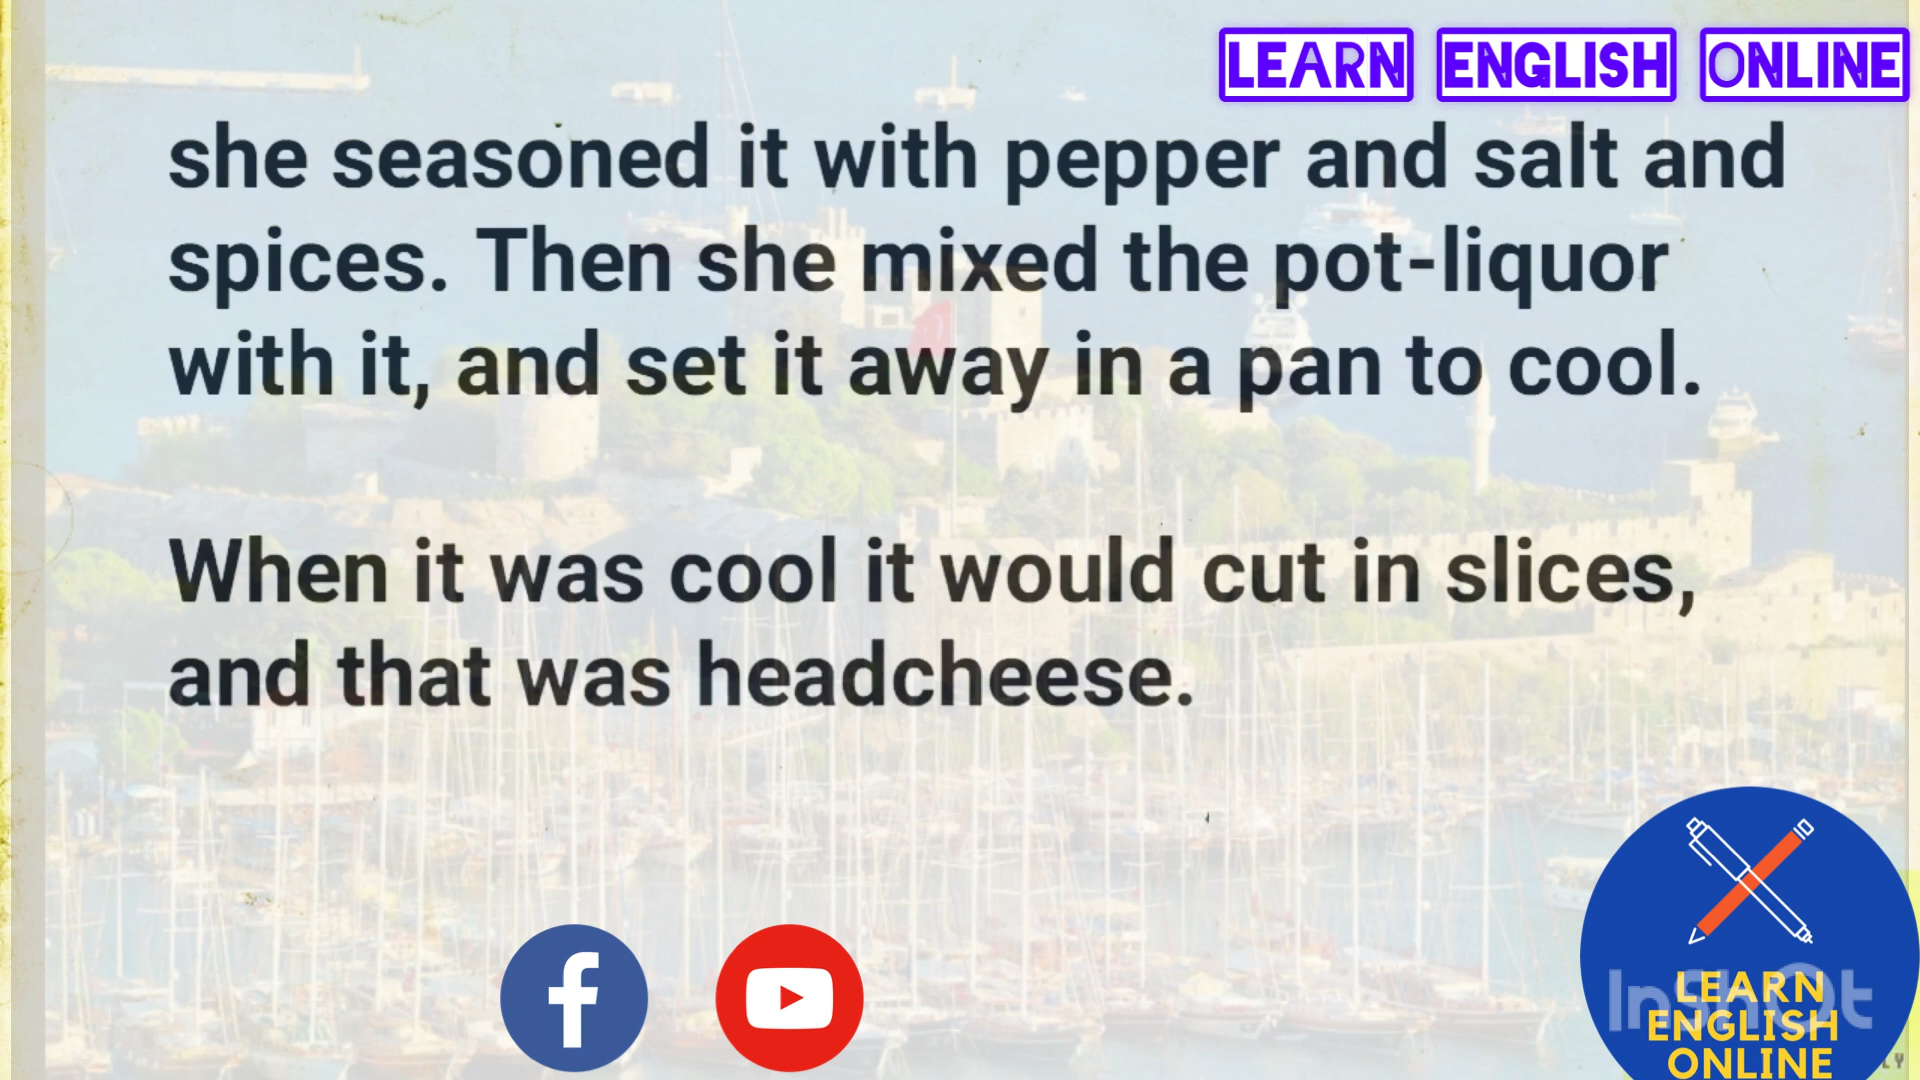 LEARN ENGLISH ONLINE
she seasoned it with pepper and salt and
spices. Then she mixed the pot-liquor
with it, and set it away in a pan to cool.
When it was cool it would cut in slices,
and that was headcheese.
LEARN
ENGLISH
ONLINE
InShOt